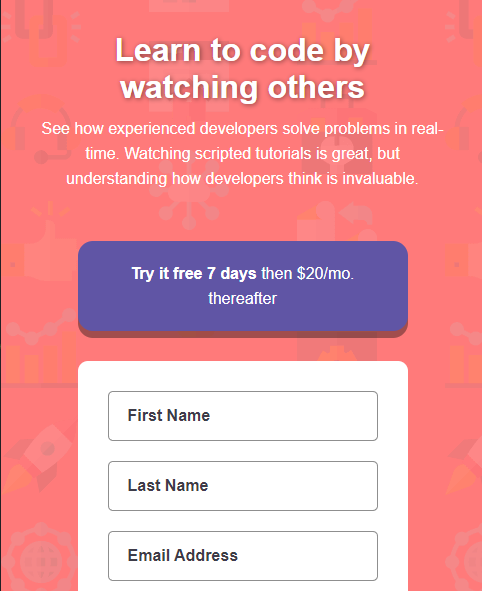 Learn to code by
watching others
See how experienced developers solve problems in real-
time. Watching scripted tutorials is great, but
understanding how developers think is invaluable.
Try it free 7 days then $20/mo.
thereafter
First Name
Last Name
Email Address